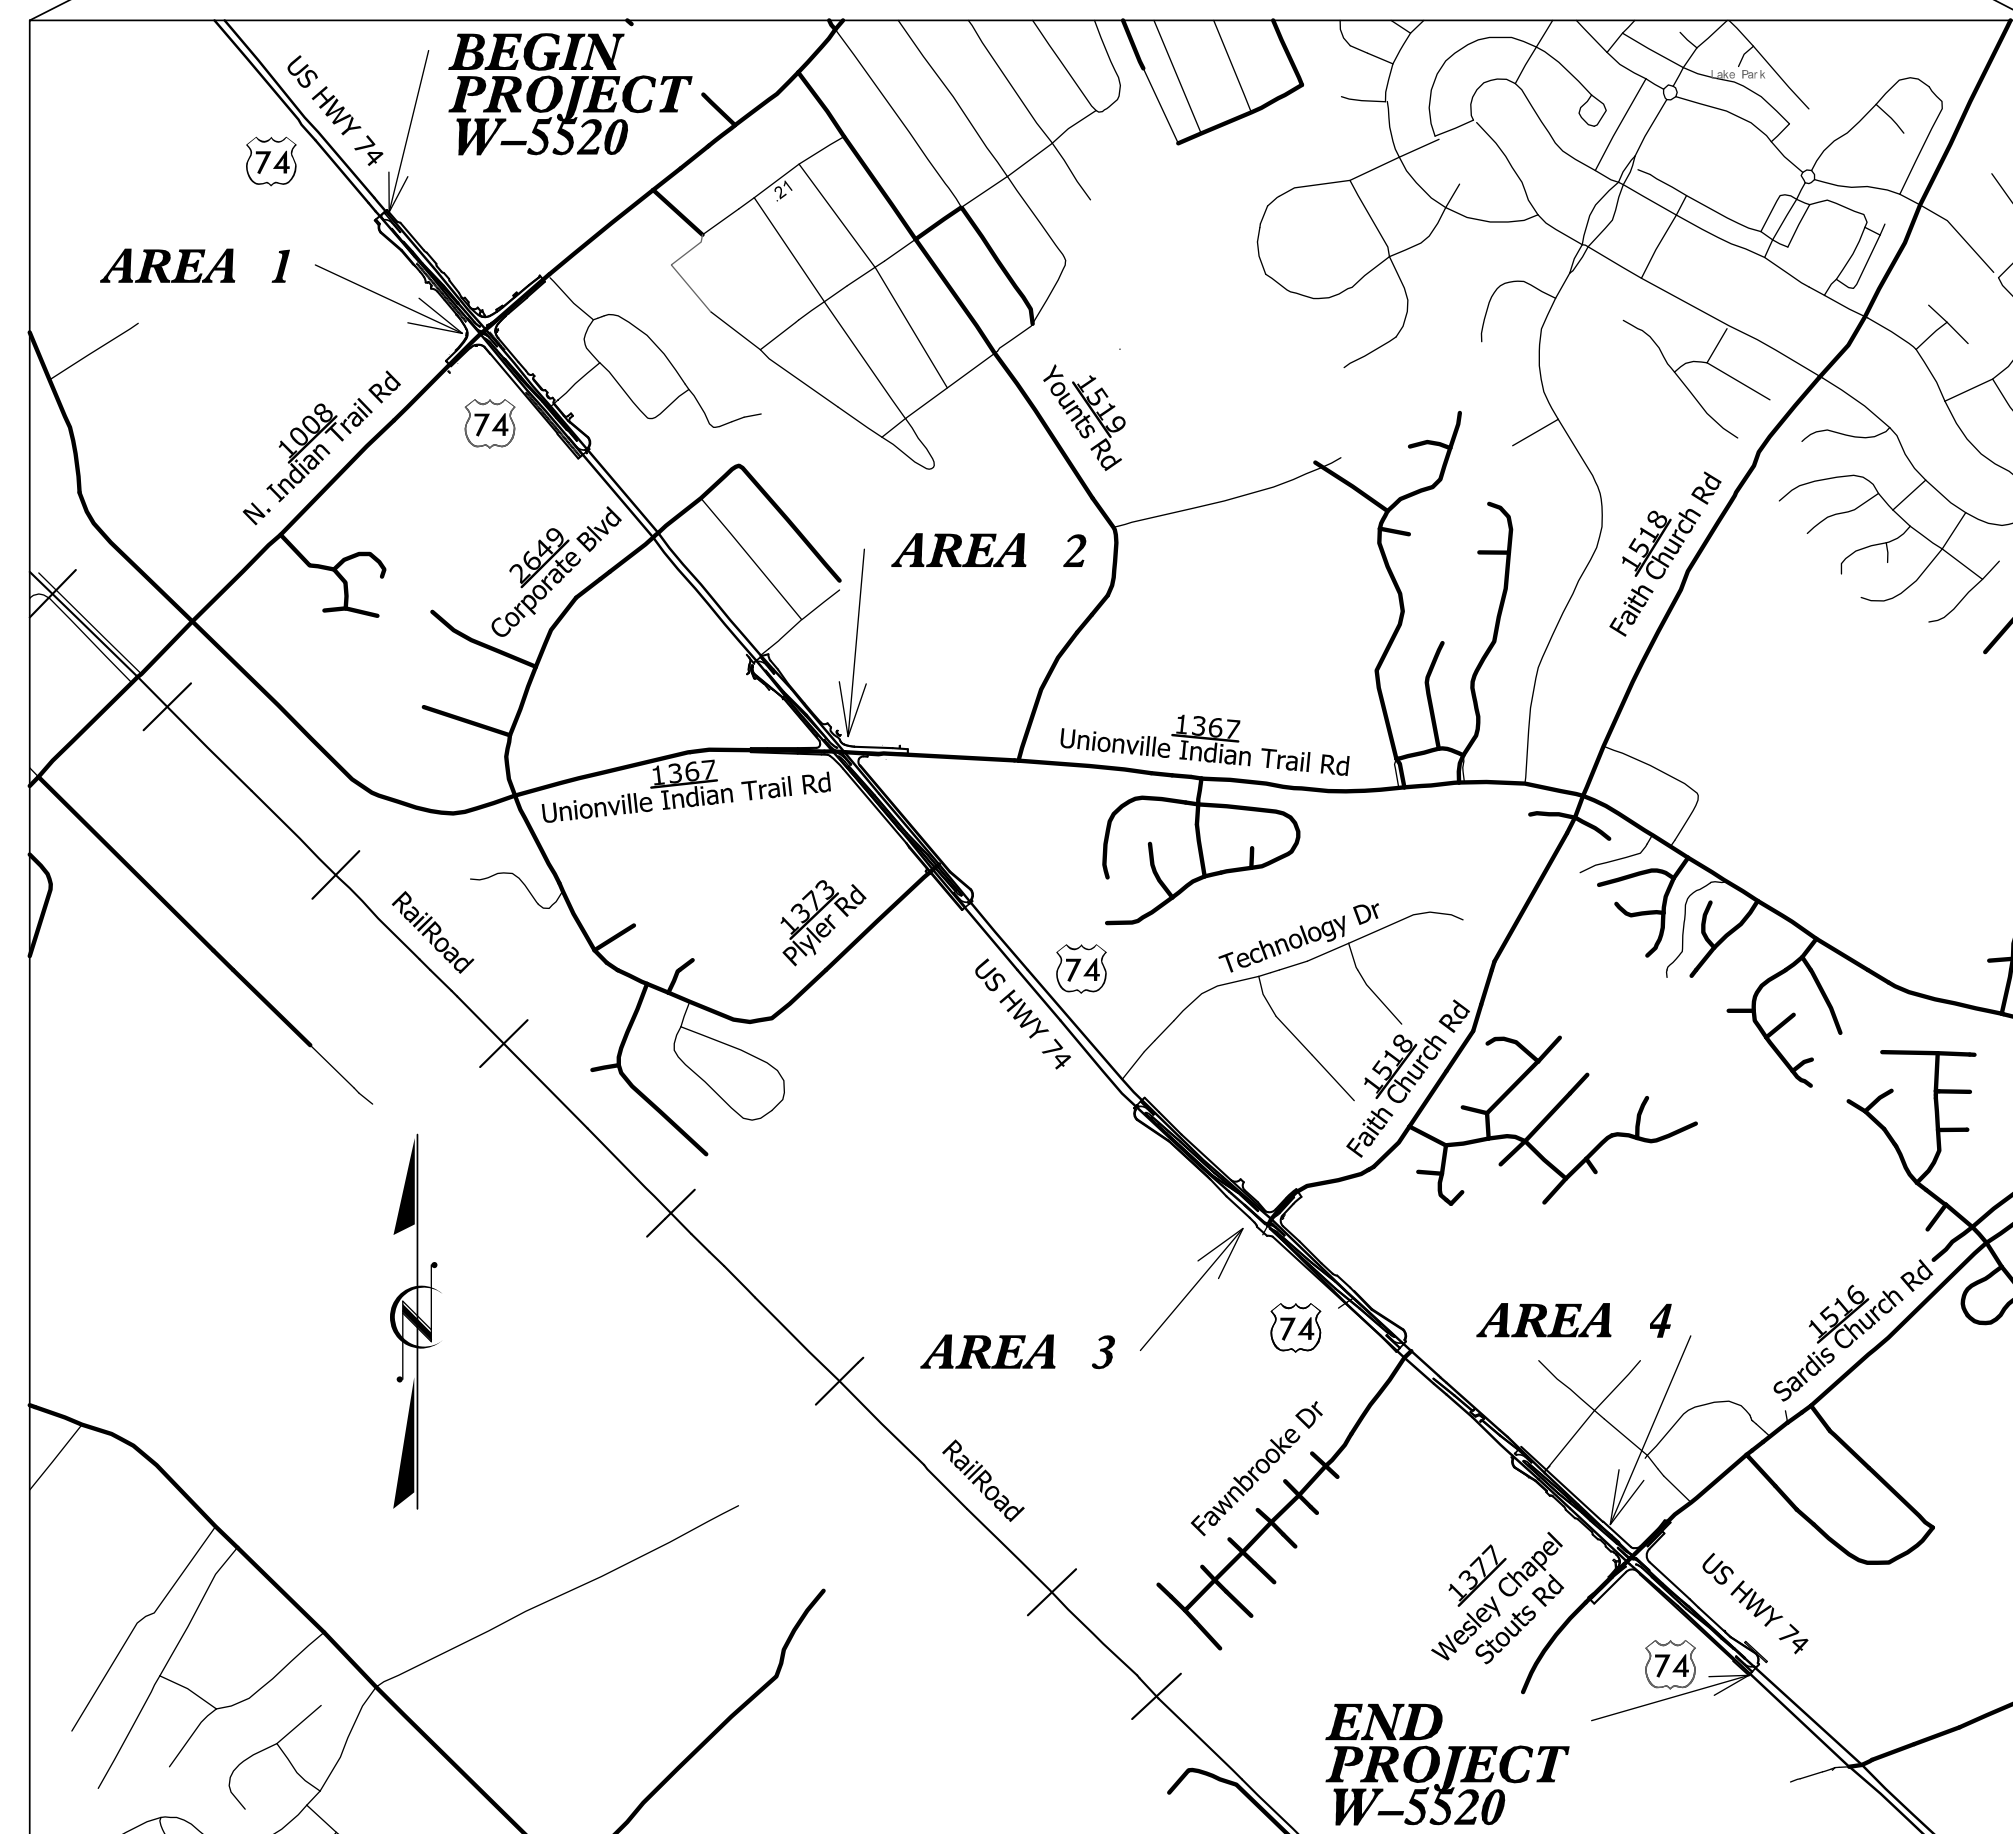 BEGIN
PROJECT
W–5520
US HWY 74
74
Lake Park
.21
AREA 1
1008
N. Indian Trail Rd
74
1519
Younts Rd
2649
Corporate Blvd
AREA 2
1518
Faith Church Rd
1367
Unionville Indian Trail Rd
1367
Unionville Indian Trail Rd
1373
Plyler Rd
RailRoad
74
US HWY 74
Technology Dr
1518
Faith Church Rd
N
AREA 3
74
AREA 4
1516
Sardis Church Rd
RailRoad
Fawnbrooke Dr
1377
Wesley Chapel
Stouts Rd
US HWY 74
74
END
PROJECT
W–5520